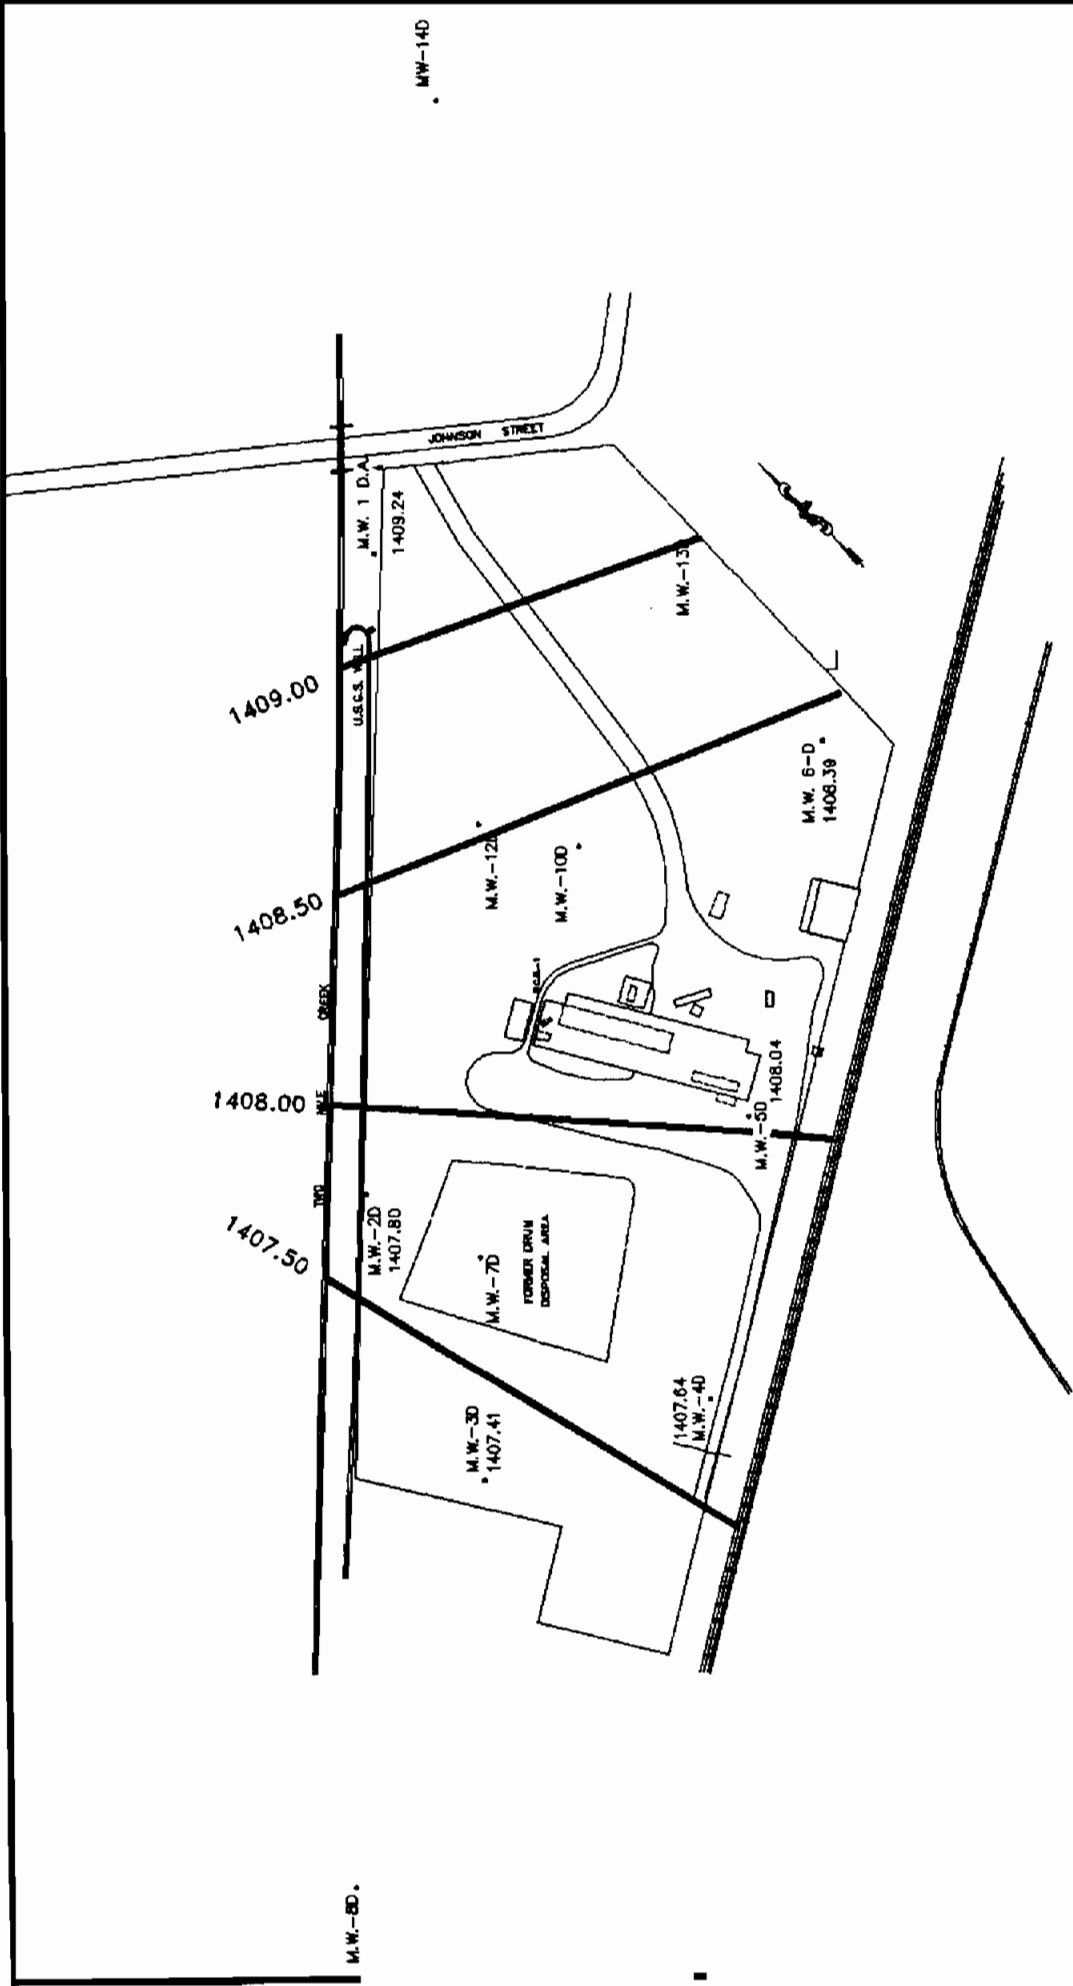 MW-14D
JOHNSON STREET
M.W. 1 D.A.
1409.24
M.W.-13
U.S.G.S. WELL
1409.00
M.W. 6-D
1408.39
M.W.-12D
M.W.-10D
1408.50
CREEK
1408.04
M.W.-5D
1408.00
MILE
TWO
M.W.-2D
1407.80
1407.50
M.W.-7D
FORMER DRUM
DISPOSAL AREA
1407.64
M.W.-4D
M.W.-3D
1407.41
M.W.-8D